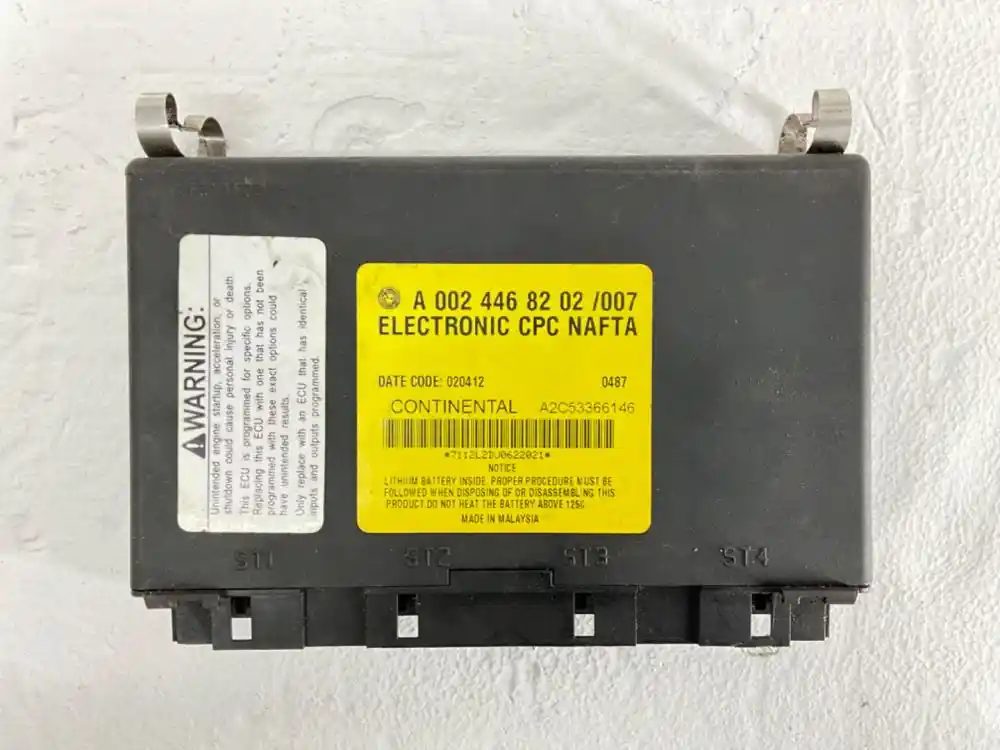 ⚠WARNING:
Unintended engine startup, acceleration, or
shutdown could cause personal injury or death
This ECU is programmed for specific options.
Replacing this ECU with one that has not been
programmed with these exact options could
have unintended results.
Only replace with an ECU that has identical
inputs and outputs programmed.
A 002 446 82 02 /007
ELECTRONIC CPC NAFTA
DATE CODE: 020412 0487
CONTINENTAL A2C53366146
*7112L2DU0622021*
NOTICE
LITHIUM BATTERY INSIDE. PROPER PROCEDURE MUST BE
FOLLOWED WHEN DISPOSING OF OR DISASSEMBLING THIS
PRODUCT.DO NOT HEAT THE BATTERY ABOVE 125C
MADE IN MALAYSIA
ST1 ST2 ST3 ST4